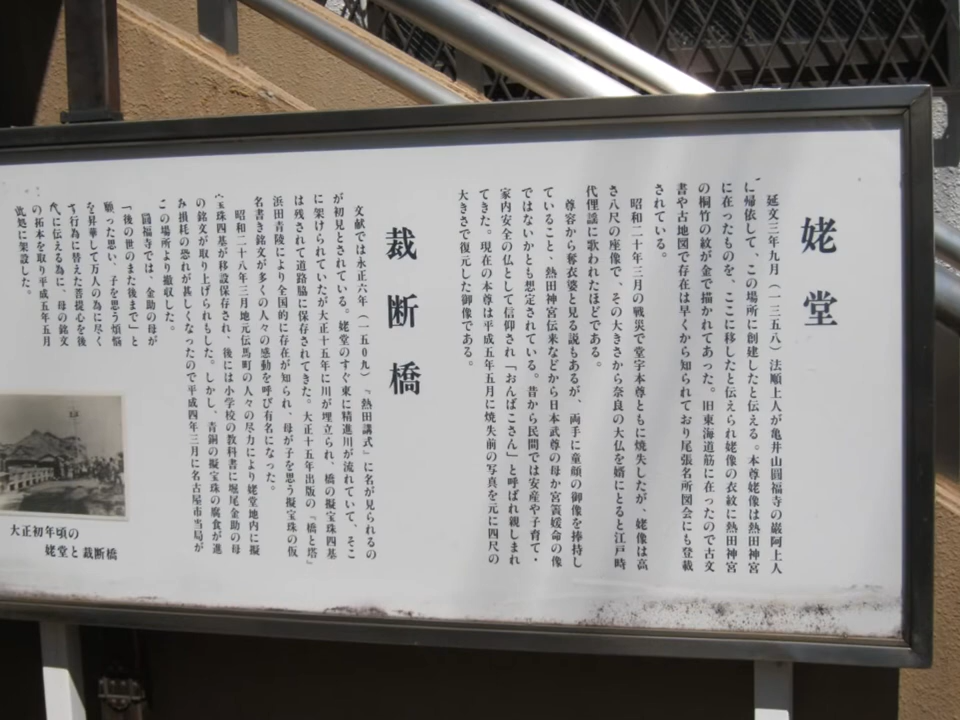 姥堂
延文三年九月(一三五八)法順上人が亀井山圓福寺の巌阿上人
に帰依して、この場所に創建したと伝える。本尊姥像は熱田神宮
に在ったものを、ここに移したと伝えられ姥像の衣紋に熱田神宮
の桐竹の紋が金で描かれてあった。旧東海道筋に在ったので古文
書や古地図で存在は早くから知られており尾張名所図会にも登載
されている。
昭和二十年三月の戦災で堂宇本尊ともに焼失したが、姥像は高
さ八尺の座像で、その大きさから奈良の大仏を婿にとると江戸時
代俚謡に歌われたほどである。
尊容から奪衣婆と見る説もあるが、両手に童顔の御像を捧持し
ていること、熱田神宮伝来などから日本武尊の母か宮簀媛命の像
ではないかとも想定されている。昔から民間では安産や子育て・
家内安全の仏として信仰され「おんばこさん」と呼ばれ親しまれ
てきた。現在の本尊は平成五年五月に焼失前の写真を元に四尺の
大きさで復元した御像である。
裁断橋
文献では永正六年(一五〇九)『熱田講式』に名が見られるの
が初見とされている。姥堂のすぐ東に精進川が流れていて、そこ
に架けられていたが大正十五年に川が埋立られ、橋の擬宝珠四基
は残されて道路脇に保存されてきた。大正十五年出版の『橋と塔』
浜田青陵により全国的に存在が知られ、母が子を思う擬宝珠の仮
名書き銘文が多くの人々の感動を呼び有名になった。
昭和二十八年三月地元伝馬町の人々の尽力により姥堂地内に擬
宝珠四基が移設保存され、後には小学校の教科書に堀尾金助の母
の銘文が取り上げられもした。しかし、青銅の擬宝珠の腐食が進
み損耗の恐れが甚しくなったので平成四年三月に名古屋市当局が
この場所より撤収した。
圓福寺では、金助の母が
「後の世のまた後まで」と
願った思い、子を思う煩悩
を昇華して万人の為に尽く
す行為に替えた菩提心を後
代に伝える為に、母の銘文
の拓本を取り平成五年五月
此処に架設した。
大正初年頃の
姥堂と裁断橋